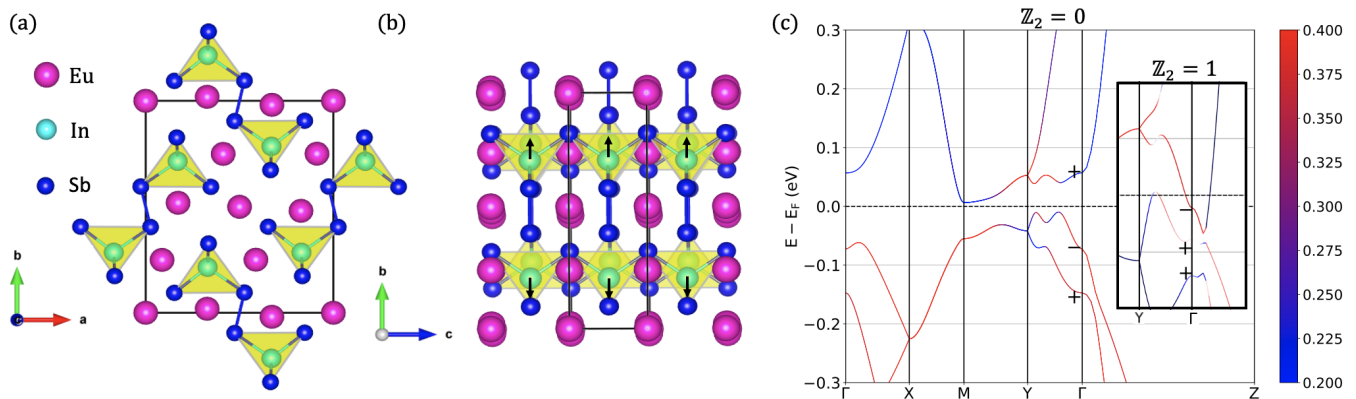 (a)
Eu
In
Sb
b
c
a
(b)
b
c
(c)
ℤ₂ = 0
E − E_F (eV)
0.3
0.2
0.1
0.0
−0.1
−0.2
−0.3
Γ
X
M
Y
Γ
Z
+
−
+
ℤ₂ = 1
−
+
+
Y
Γ
0.400
0.375
0.350
0.325
0.300
0.275
0.250
0.225
0.200